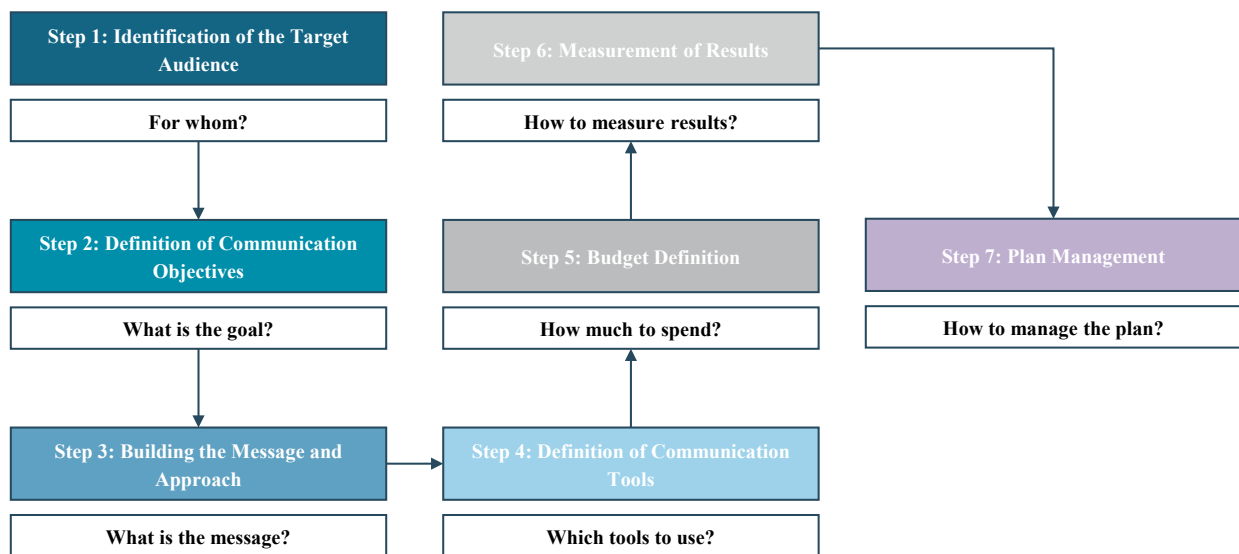 Step 1: Identification of the Target
Audience
For whom?
Step 2: Definition of Communication
Objectives
What is the goal?
Step 3: Building the Message and
Approach
What is the message?
Step 4: Definition of Communication
Tools
Which tools to use?
Step 5: Budget Definition
How much to spend?
Step 6: Measurement of Results
How to measure results?
Step 7: Plan Management
How to manage the plan?